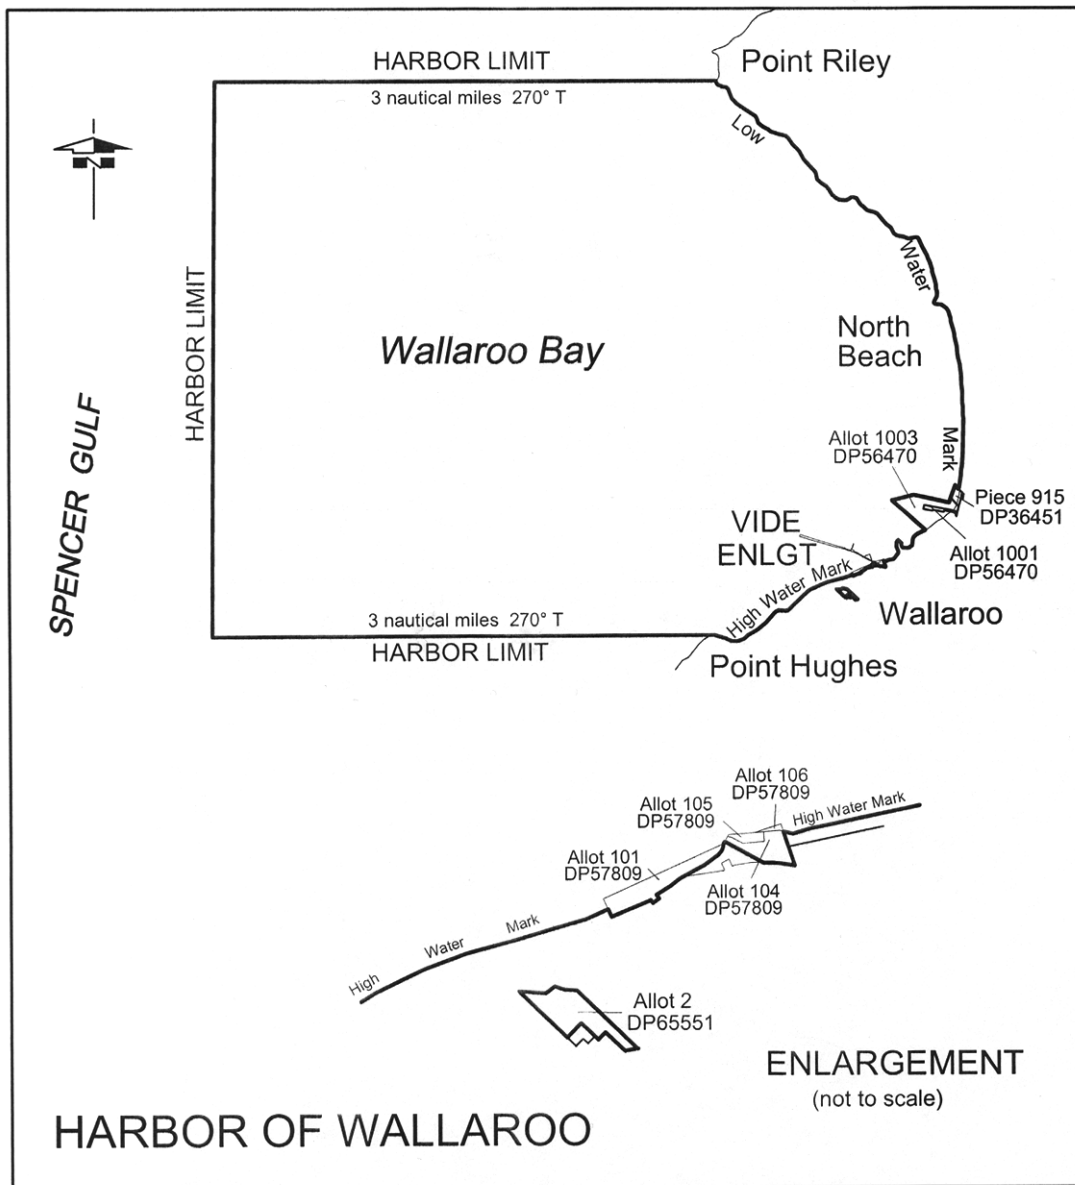 HARBOR LIMIT
Point Riley
3 nautical miles 270° T
Low
N
Water
HARBOR LIMIT
North
Beach
Wallaroo Bay
SPENCER GULF
Mark
Allot 1003
DP56470
Piece 915
DP36451
VIDE
ENLGT
Allot 1001
DP56470
High Water Mark
Wallaroo
3 nautical miles 270° T
HARBOR LIMIT
Point Hughes
Allot 106
DP57809
Allot 105
DP57809
High Water Mark
Allot 101
DP57809
Allot 104
DP57809
High Water Mark
Allot 2
DP65551
ENLARGEMENT
(not to scale)
HARBOR OF WALLAROO